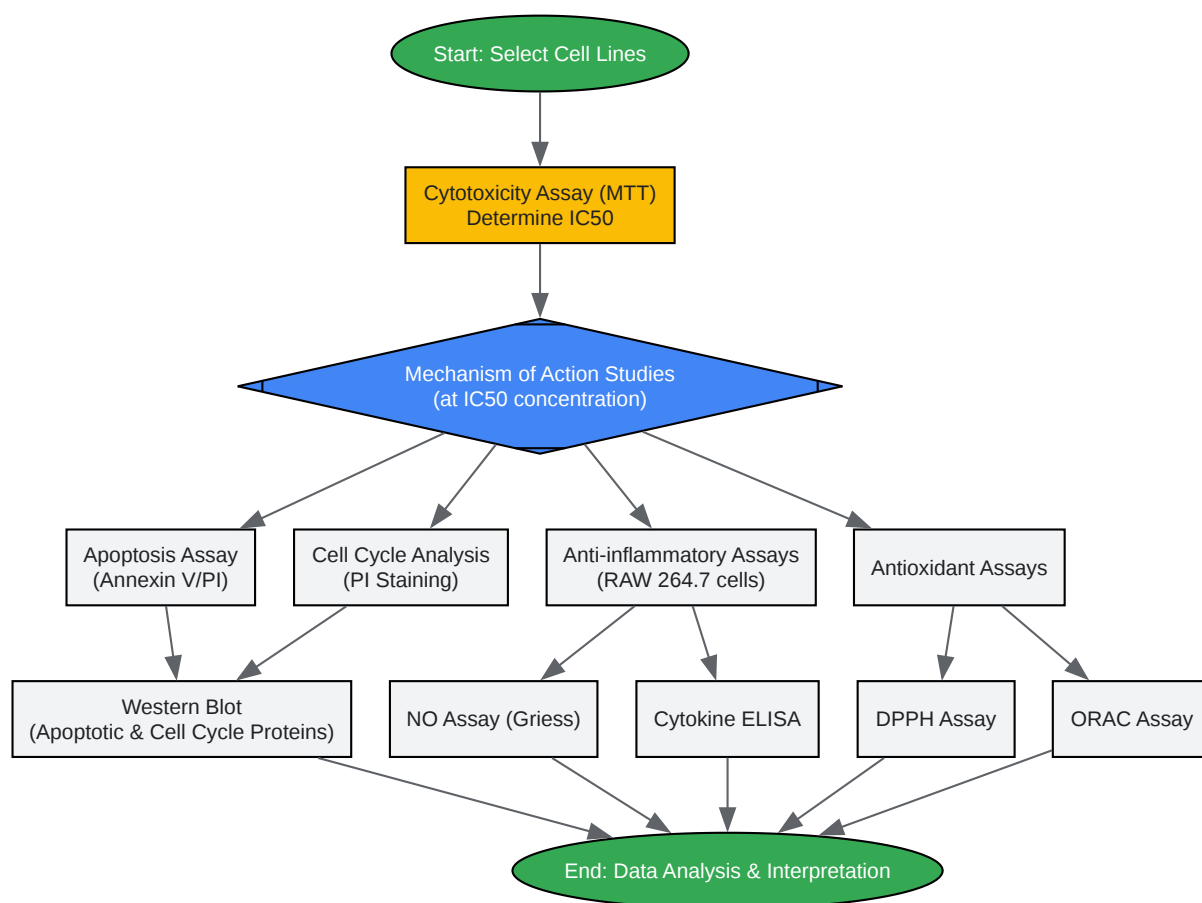 Start: Select Cell Lines
Cytotoxicity Assay (MTT)
Determine IC50
Mechanism of Action Studies
(at IC50 concentration)
Apoptosis Assay
(Annexin V/PI)
Cell Cycle Analysis
(PI Staining)
Anti-inflammatory Assays
(RAW 264.7 cells)
Antioxidant Assays
Western Blot
(Apoptotic & Cell Cycle Proteins)
NO Assay (Griess)
Cytokine ELISA
DPPH Assay
ORAC Assay
End: Data Analysis & Interpretation